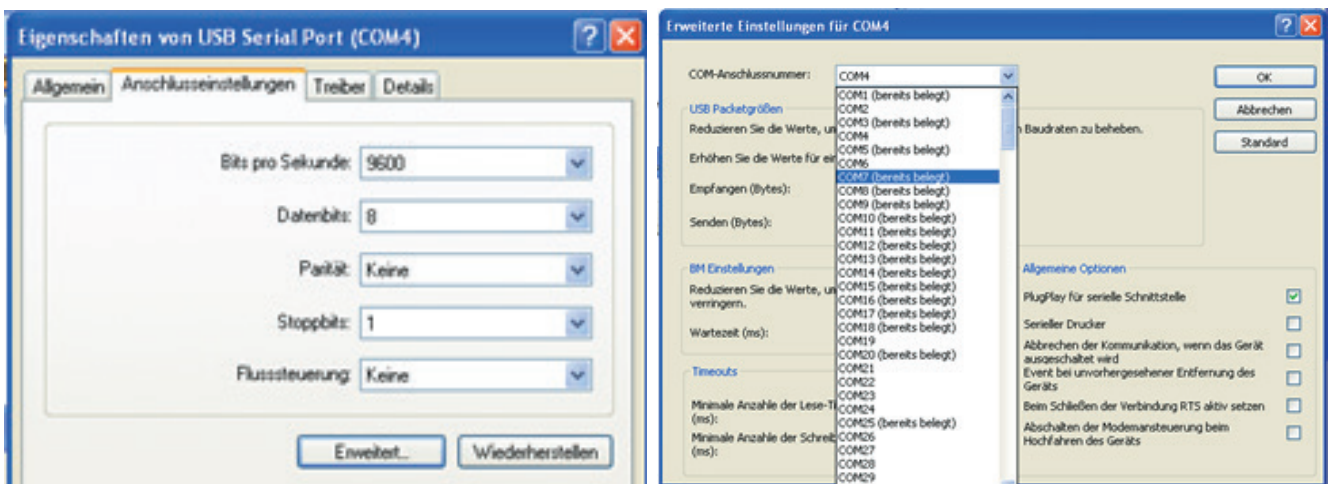 Eigenschaften von USB Serial Port (COM4)
Allgemein Anschlusseinstellungen Treiber Details
Bits pro Sekunde: 9600
Datenbits: 8
Parität: Keine
Stoppbits: 1
Flusssteuerung: Keine
Erweitert... Wiederherstellen
Erweiterte Einstellungen für COM4
COM-Anschlussnummer: COM4
OK
Abbrechen
Standard
USB Packetgrößen
Reduzieren Sie die Werte, un
n Baudraten zu beheben.
Erhöhen Sie die Werte für ei
Empfangen (Bytes):
Senden (Bytes):
BM Einstellungen
Reduzieren Sie die Werte, un
verringern.
Wartezeit (ms):
Timeouts
Minimale Anzahle der Lese-Ti
(ms):
Minimale Anzahle der Schreib
(ms):
COM1 (bereits belegt)
COM2
COM3 (bereits belegt)
COM4
COM5 (bereits belegt)
COM6
COM7 (bereits belegt)
COM8 (bereits belegt)
COM9 (bereits belegt)
COM10 (bereits belegt)
COM11 (bereits belegt)
COM12 (bereits belegt)
COM13 (bereits belegt)
COM14 (bereits belegt)
COM15 (bereits belegt)
COM16 (bereits belegt)
COM17 (bereits belegt)
COM18 (bereits belegt)
COM19
COM20 (bereits belegt)
COM21
COM22
COM23
COM24
COM25 (bereits belegt)
COM26
COM27
COM28
COM29
Allgemeine Optionen
PlugPlay für serielle Schnittstelle
Serieller Drucker
Abbrechen der Kommunikation, wenn das Gerät
ausgeschaltet wird
Event bei unvorhergesehener Entfernung des
Geräts
Beim Schließen der Verbindung RTS aktiv setzen
Abschalten der Modemansteuerung beim
Hochfahren des Geräts